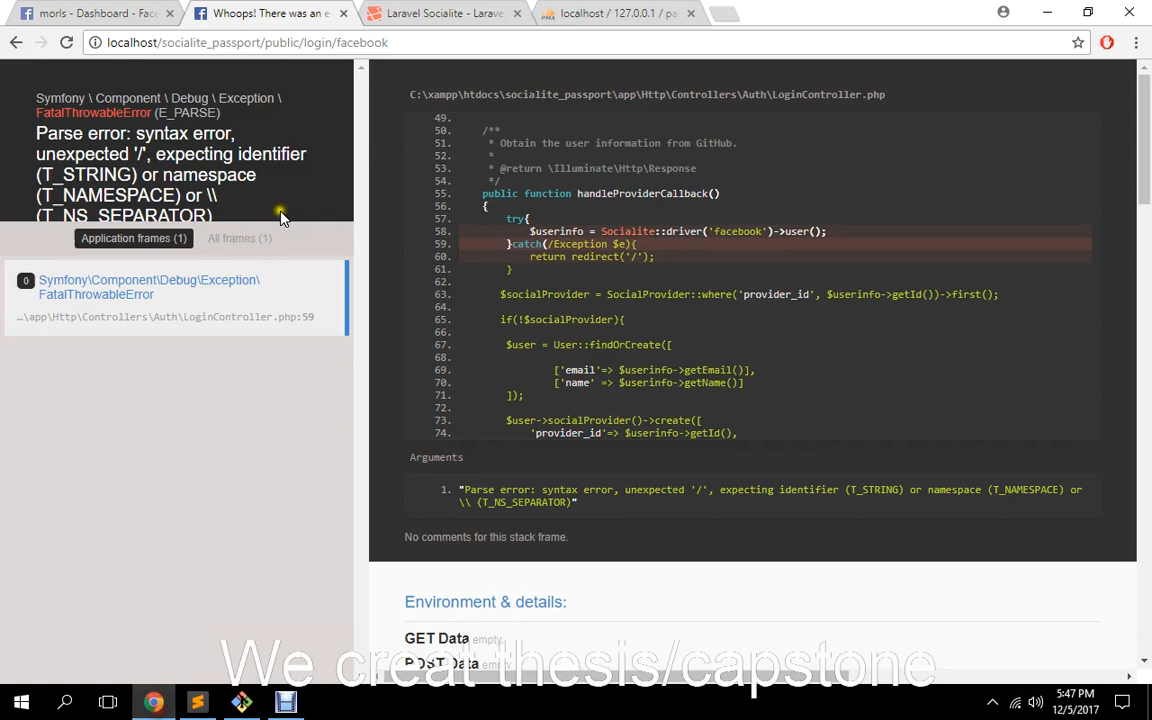 morls - Dashboard - Fac
Whoops! There was an e
Laravel Socialite - Larave
localhost / 127.0.0.1 / pa
localhost/socialite_passport/public/login/facebook
Symfony \ Component \ Debug \ Exception \
FatalThrowableError (E_PARSE)
Parse error: syntax error,
unexpected '/', expecting identifier
(T_STRING) or namespace
(T_NAMESPACE) or \\
(T_NS_SEPARATOR)
Application frames (1)
All frames (1)
0
Symfony\Component\Debug\Exception\
FatalThrowableError
…\app\Http\Controllers\Auth\LoginController.php:59
C:\xampp\htdocs\socialite_passport\app\Http\Controllers\Auth\LoginController.php
49.
50. /**
51. * Obtain the user information from GitHub.
52. *
53. * @return \Illuminate\Http\Response
54. */
55. public function handleProviderCallback()
56. {
57. try{
58. $userinfo = Socialite::driver('facebook')->user();
59. }catch(/Exception $e){
60. return redirect('/');
61. }
62.
63. $socialProvider = SocialProvider::where('provider_id', $userinfo->getId())->first();
64.
65. if(!$socialProvider){
66.
67. $user = User::findOrCreate([
68.
69. ['email'=> $userinfo->getEmail()],
70. ['name' => $userinfo->getName()]
71. ]);
72.
73. $user->socialProvider()->create([
74. 'provider_id'=> $userinfo->getId(),
Arguments
1. "Parse error: syntax error, unexpected '/', expecting identifier (T_STRING) or namespace (T_NAMESPACE) or
\\ (T_NS_SEPARATOR)"
No comments for this stack frame.
Environment & details:
GET Data empty
POST Data empty
We creat thesis/capstone
5:47 PM
12/5/2017